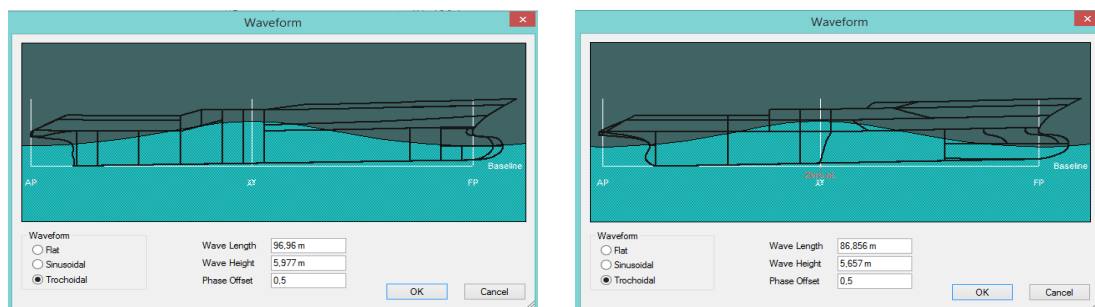 Waveform
Baseline
AP
FP
Waveform
Flat
Sinusoidal
Trochoidal
Wave Length 96,96 m
Wave Height 5,977 m
Phase Offset 0,5
OK Cancel
Waveform
Baseline
AP
FP
Waveform
Flat
Sinusoidal
Trochoidal
Wave Length 86,856 m
Wave Height 5,657 m
Phase Offset 0,5
OK Cancel